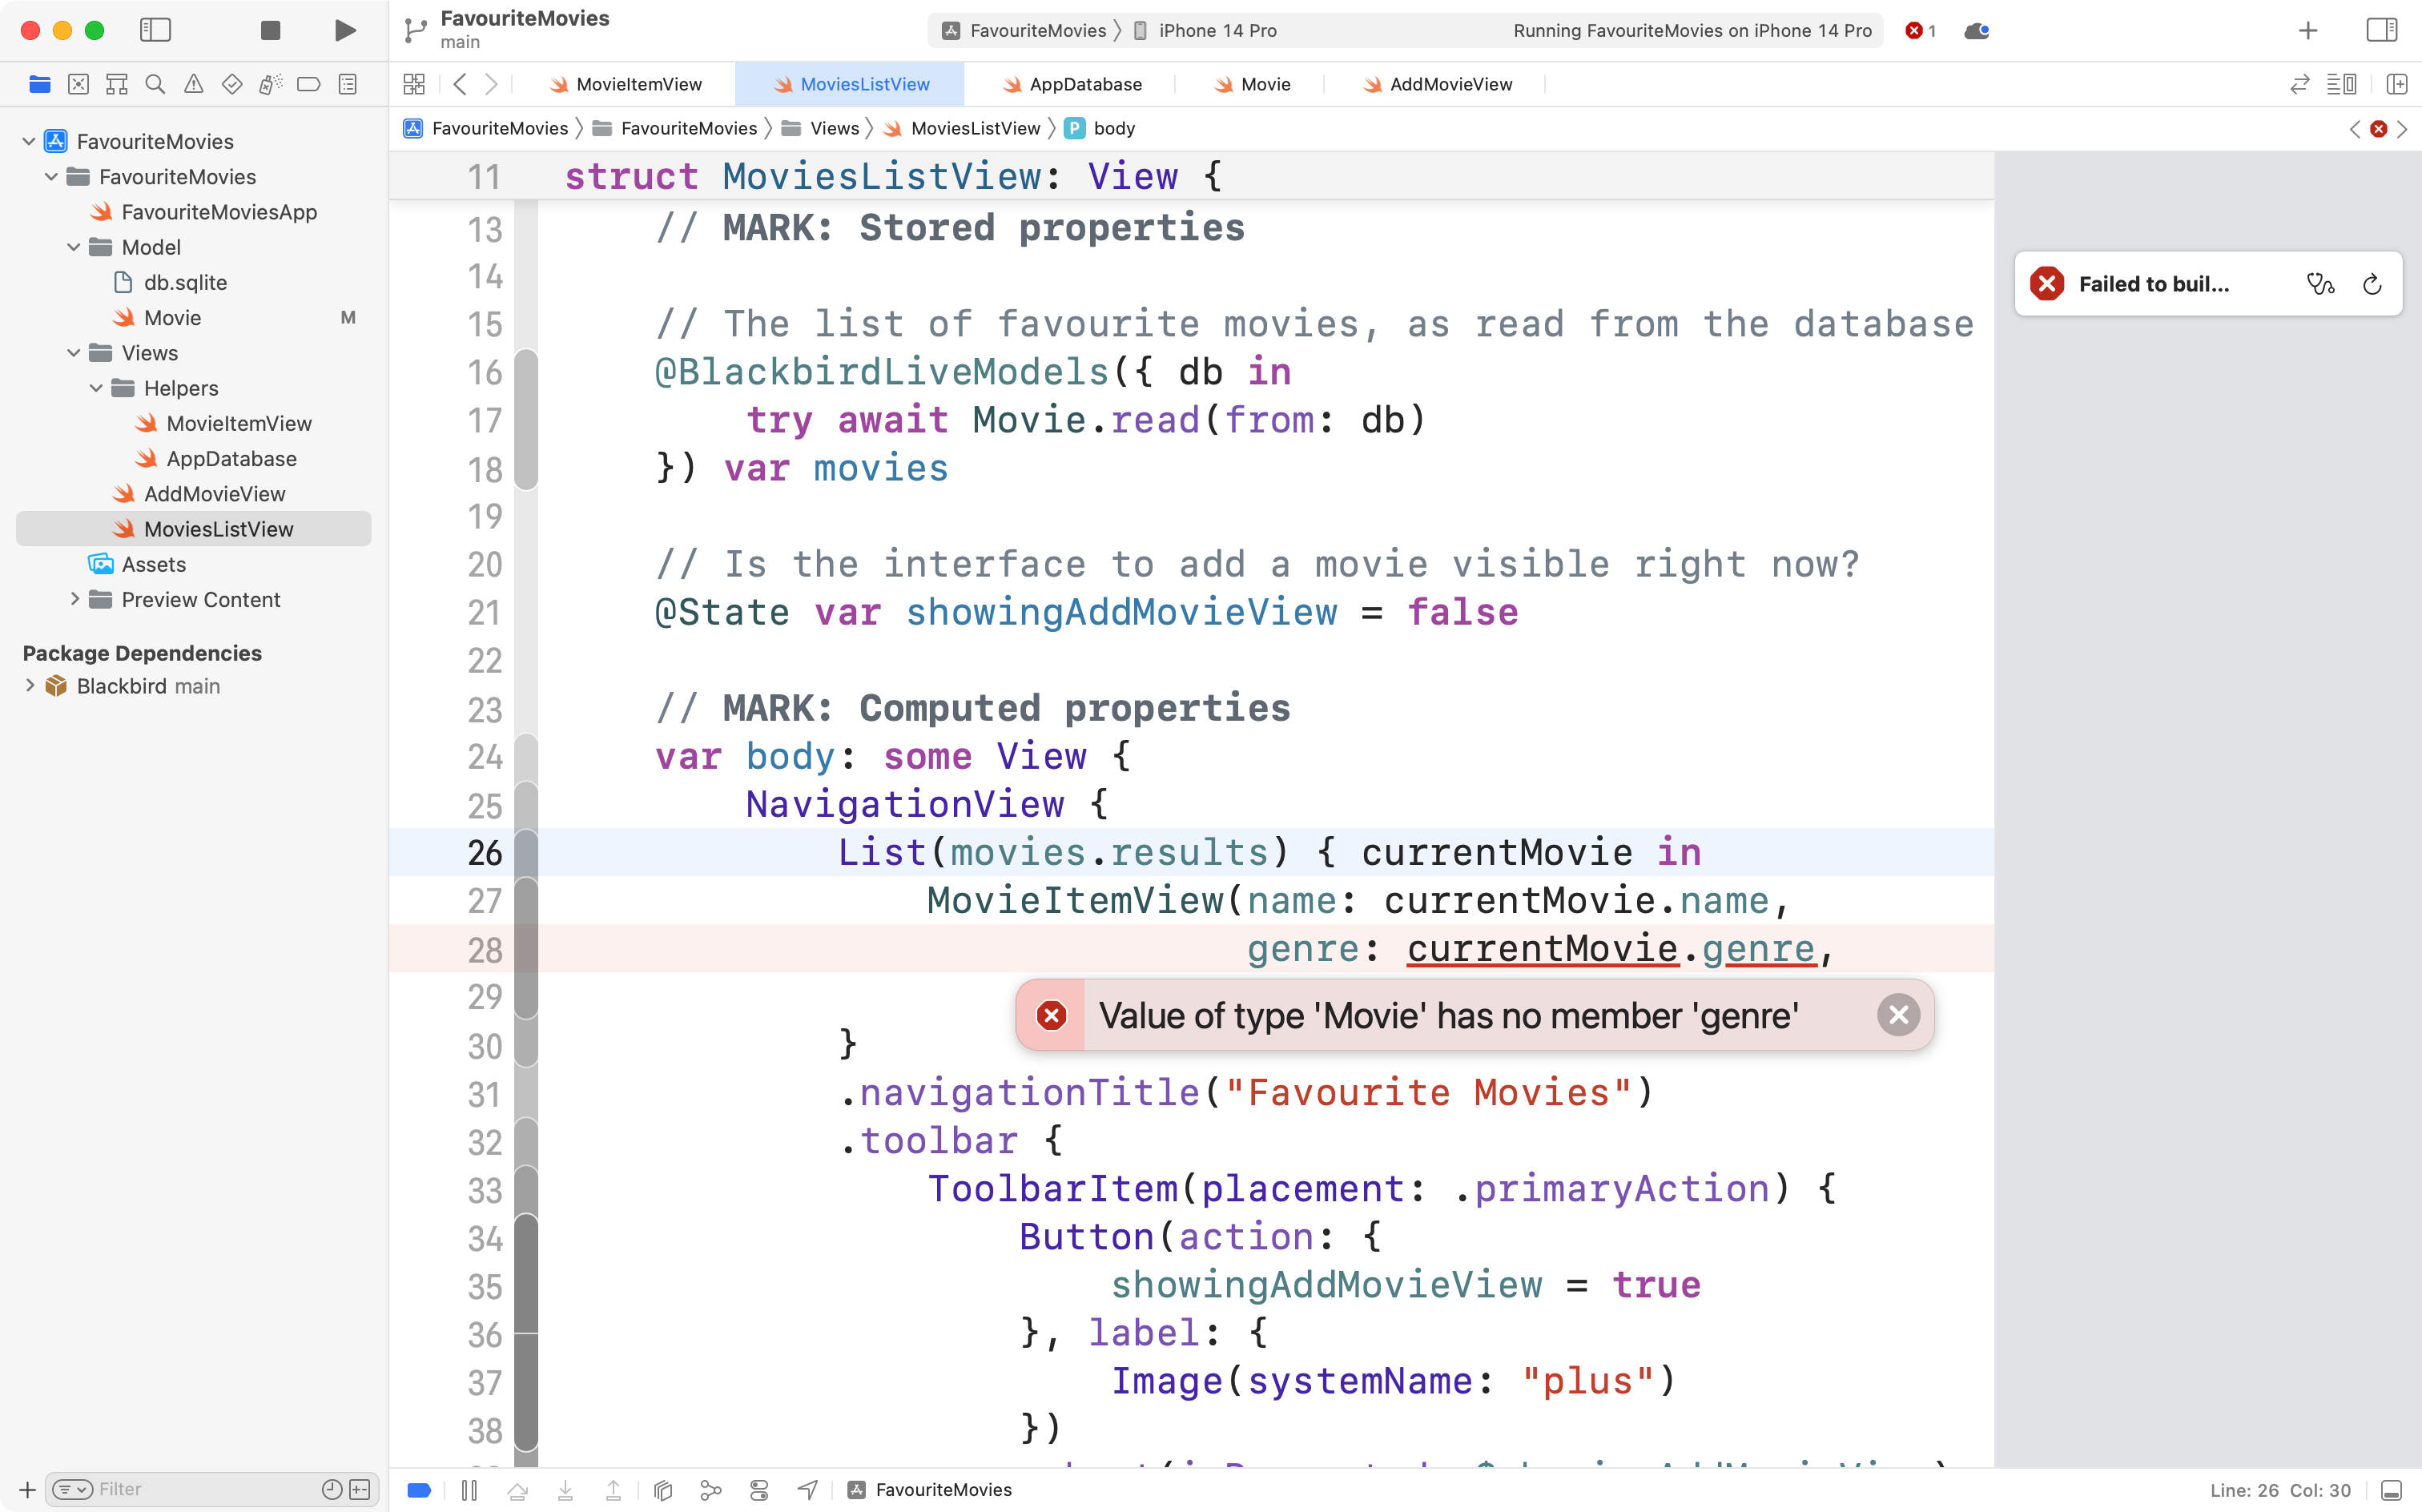 FavouriteMovies
main
FavouriteMovies
iPhone 14 Pro
Running FavouriteMovies on iPhone 14 Pro
1
MovieItemView
MoviesListView
AppDatabase
Movie
AddMovieView
FavouriteMovies
FavouriteMovies
Views
MoviesListView
P body
FavouriteMovies
FavouriteMovies
FavouriteMoviesApp
Model
db.sqlite
Movie M
Views
Helpers
MovieItemView
AppDatabase
AddMovieView
MoviesListView
Assets
Preview Content
Package Dependencies
Blackbird main
Filter
11 struct MoviesListView: View {
13 // MARK: Stored properties
14
15 // The list of favourite movies, as read from the database
16 @BlackbirdLiveModels({ db in
17 try await Movie.read(from: db)
18 }) var movies
19
20 // Is the interface to add a movie visible right now?
21 @State var showingAddMovieView = false
22
23 // MARK: Computed properties
24 var body: some View {
25 NavigationView {
26 List(movies.results) { currentMovie in
27 MovieItemView(name: currentMovie.name,
28 genre: currentMovie.genre,
29
Value of type 'Movie' has no member 'genre'
30 }
31 .navigationTitle("Favourite Movies")
32 .toolbar {
33 ToolbarItem(placement: .primaryAction) {
34 Button(action: {
35 showingAddMovieView = true
36 }, label: {
37 Image(systemName: "plus")
38 })
Failed to buil...
FavouriteMovies
Line: 26 Col: 30